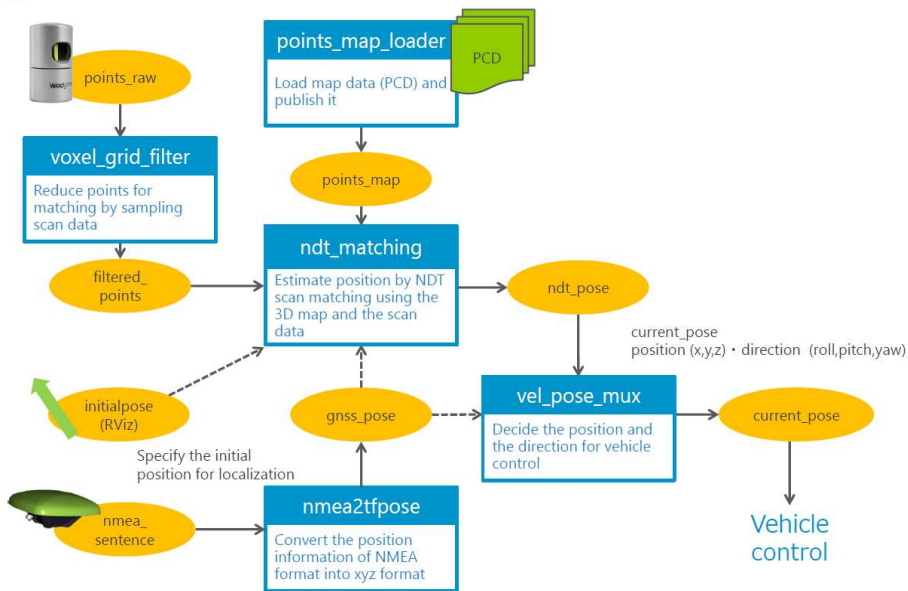 Velodyne
points_raw
points_map_loader
Load map data (PCD) and
publish it
PCD
voxel_grid_filter
Reduce points for
matching by sampling
scan data
points_map
filtered_
points
ndt_matching
Estimate position by NDT
scan matching using the
3D map and the scan
data
ndt_pose
current_pose
position (x,y,z)・direction (roll,pitch,yaw)
initialpose
(RViz)
gnss_pose
vel_pose_mux
Decide the position and
the direction for vehicle
control
current_pose
Specify the initial
position for localization
nmea_
sentence
nmea2tfpose
Convert the position
information of NMEA
format into xyz format
Vehicle
control